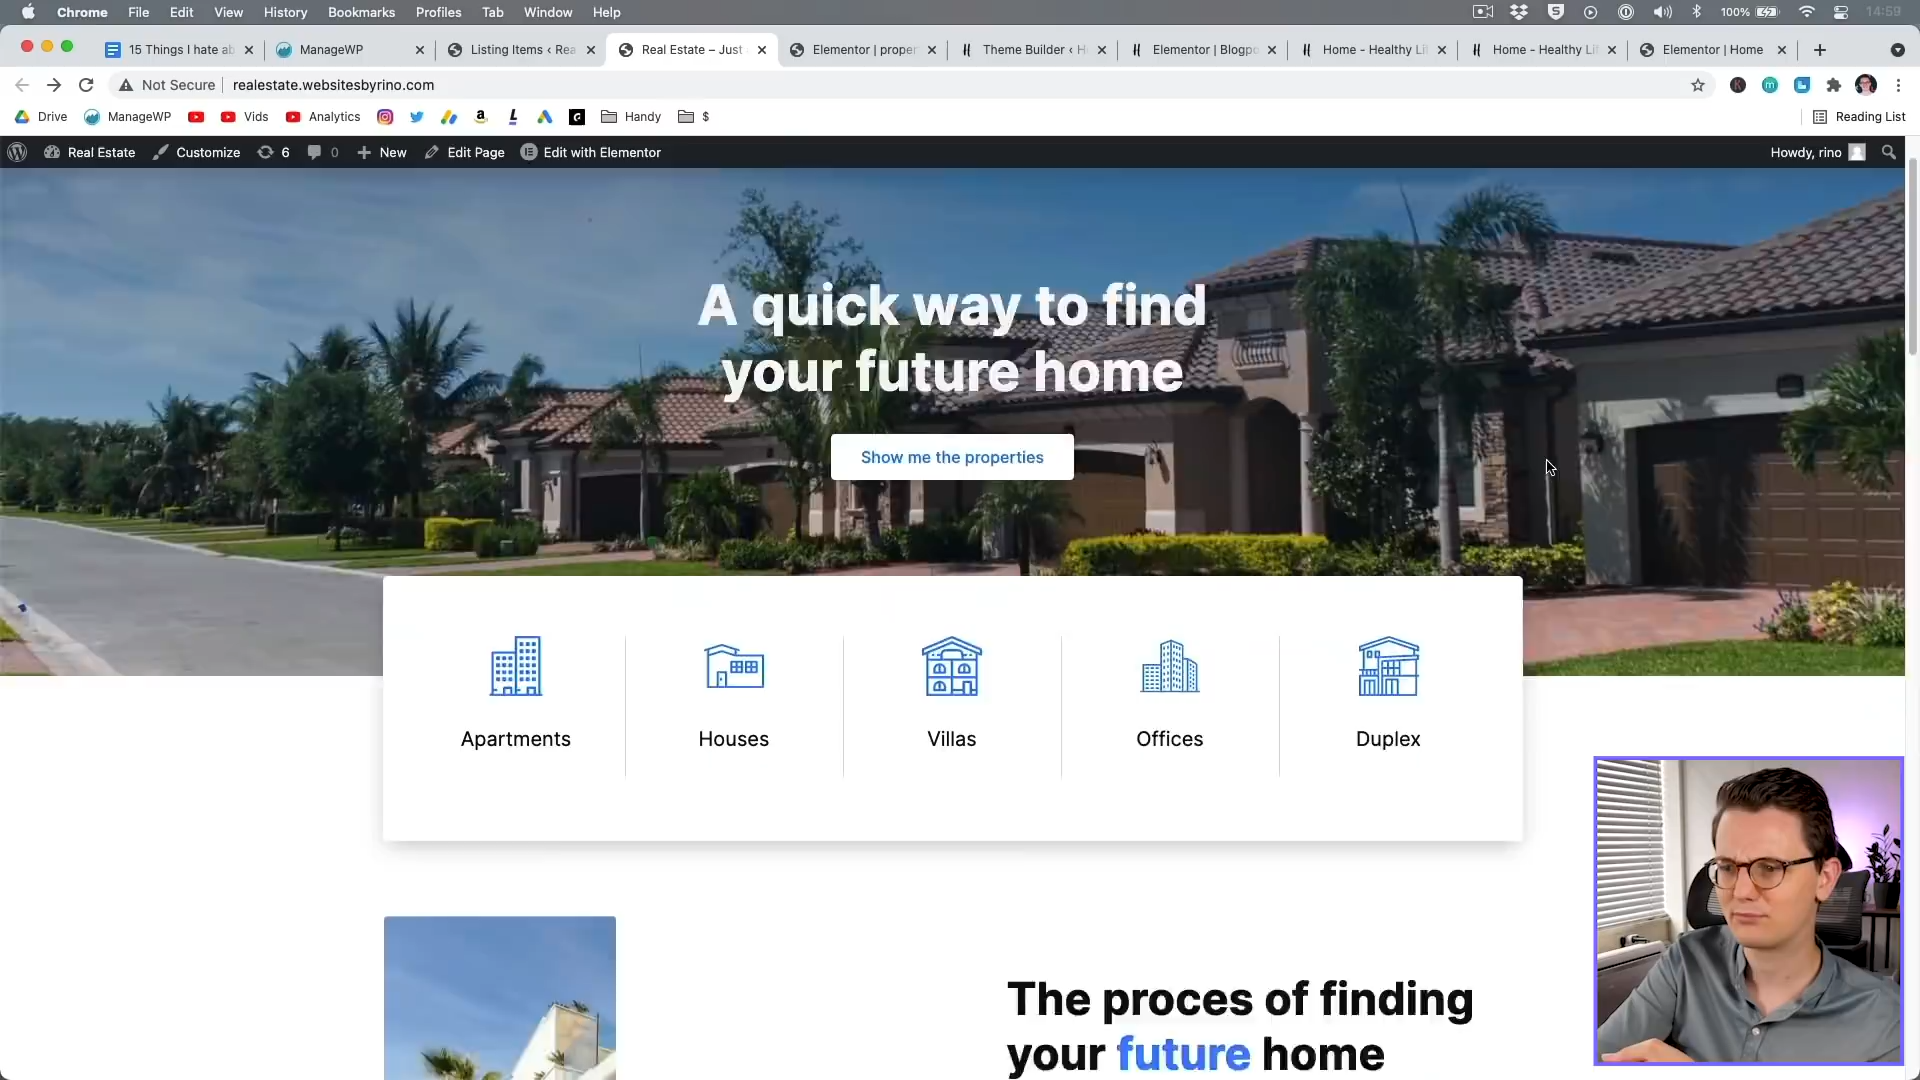 Chrome File Edit View History Bookmarks Profiles Tab Window Help 100% 14:59
15 Things I hate ab ManageWP Listing Items ‹ Rea Real Estate – Just Elementor | proper Theme Builder ‹ H Elementor | Blogpo Home - Healthy Li Home - Healthy Li Elementor | Home
Not Secure realestate.websitesbyrino.com
Drive ManageWP Vids Analytics Handy $ Reading List
Real Estate Customize 6 0 New Edit Page Edit with Elementor Howdy, rino
A quick way to find
your future home
Show me the properties
Apartments Houses Villas Offices Duplex
The proces of finding
your future home